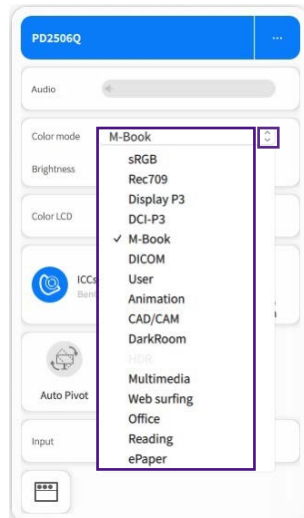 PD2506Q ...
Audio
Color mode M-Book
Brightness
sRGB
Rec709
Display P3
DCI-P3
Color LCD
✓ M-Book
DICOM
User
ICCs
Ben
Animation
CAD/CAM
DarkRoom
HDR
Multimedia
Auto Pivot
Web surfing
Office
Input
Reading
ePaper